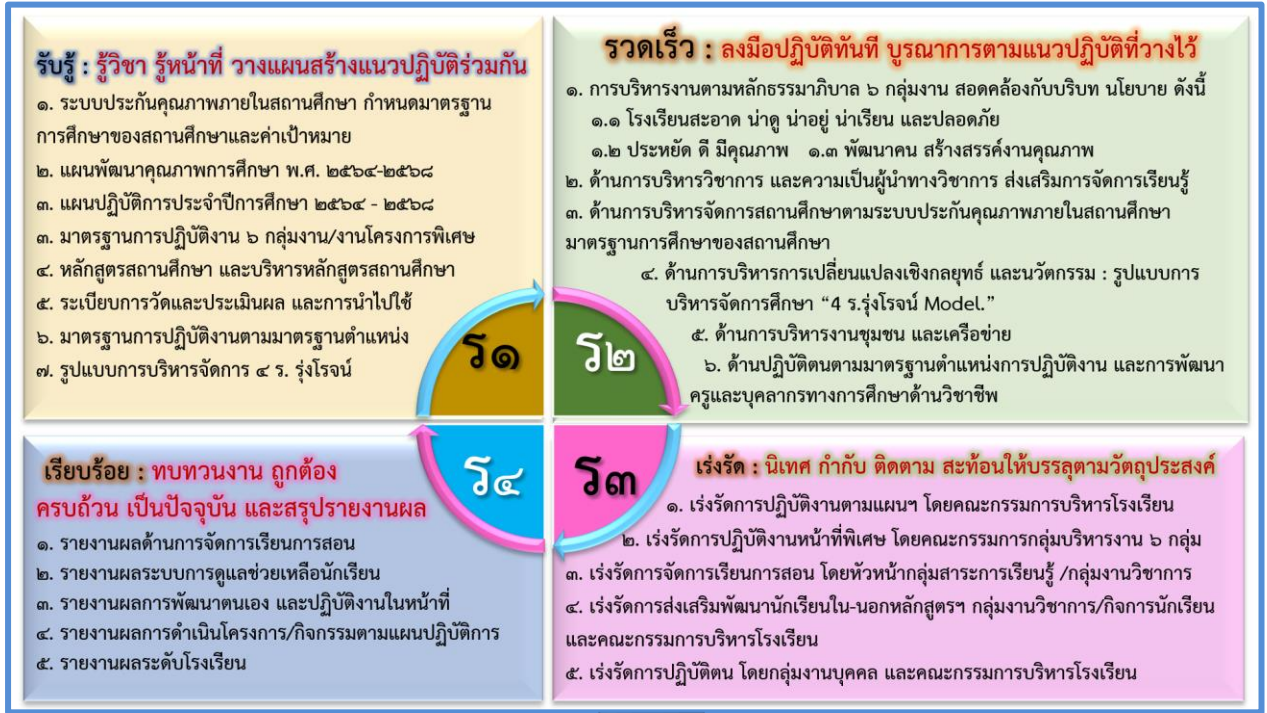 รับรู้ : รู้วิชา รู้หน้าที่ วางแผนสร้างแนวปฏิบัติร่วมกัน
๑. ระบบประกันคุณภาพภายในสถานศึกษา กำหนดมาตรฐาน
การศึกษาของสถานศึกษาและค่าเป้าหมาย
๒. แผนพัฒนาคุณภาพการศึกษา พ.ศ. ๒๕๖๔-๒๕๖๘
๓. แผนปฏิบัติการประจำปีการศึกษา ๒๕๖๔ - ๒๕๖๘
๓. มาตรฐานการปฏิบัติงาน ๖ กลุ่มงาน/งานโครงการพิเศษ
๔. หลักสูตรสถานศึกษา และบริหารหลักสูตรสถานศึกษา
๕. ระเบียบการวัดและประเมินผล และการนำไปใช้
๖. มาตรฐานการปฏิบัติงานตามมาตรฐานตำแหน่ง
๗. รูปแบบการบริหารจัดการ ๔ ร. รุ่งโรจน์
ร๑
รวดเร็ว : ลงมือปฏิบัติทันที บูรณาการตามแนวปฏิบัติที่วางไว้
๑. การบริหารงานตามหลักธรรมาภิบาล ๖ กลุ่มงาน สอดคล้องกับบริบท นโยบาย ดังนี้
๑.๑ โรงเรียนสะอาด น่าดู น่าอยู่ น่าเรียน และปลอดภัย
๑.๒ ประหยัด ดี มีคุณภาพ ๑.๓ พัฒนาคน สร้างสรรค์งานคุณภาพ
๒. ด้านการบริหารวิชาการ และความเป็นผู้นำทางวิชาการ ส่งเสริมการจัดการเรียนรู้
๓. ด้านการบริหารจัดการสถานศึกษาตามระบบประกันคุณภาพภายในสถานศึกษา
มาตรฐานการศึกษาของสถานศึกษา
๔. ด้านการบริหารการเปลี่ยนแปลงเชิงกลยุทธ์ และนวัตกรรม : รูปแบบการ
บริหารจัดการศึกษา “4 ร.รุ่งโรจน์ Model.”
๕. ด้านการบริหารงานชุมชน และเครือข่าย
๖. ด้านปฏิบัติตนตามมาตรฐานตำแหน่งการปฏิบัติงาน และการพัฒนา
ครูและบุคลากรทางการศึกษาด้านวิชาชีพ
ร๒
เรียบร้อย : ทบทวนงาน ถูกต้อง
ครบถ้วน เป็นปัจจุบัน และสรุปรายงานผล
๑. รายงานผลด้านการจัดการเรียนการสอน
๒. รายงานผลระบบการดูแลช่วยเหลือนักเรียน
๓. รายงานผลการพัฒนาตนเอง และปฏิบัติงานในหน้าที่
๔. รายงานผลการดำเนินโครงการ/กิจกรรมตามแผนปฏิบัติการ
๕. รายงานผลระดับโรงเรียน
ร๔
ร๓
เร่งรัด : นิเทศ กำกับ ติดตาม สะท้อนให้บรรลุตามวัตถุประสงค์
๑. เร่งรัดการปฏิบัติงานตามแผนฯ โดยคณะกรรมการบริหารโรงเรียน
๒. เร่งรัดการปฏิบัติงานหน้าที่พิเศษ โดยคณะกรรมการกลุ่มบริหารงาน ๖ กลุ่ม
๓. เร่งรัดการจัดการเรียนการสอน โดยหัวหน้ากลุ่มสาระการเรียนรู้ /กลุ่มงานวิชาการ
๔. เร่งรัดการส่งเสริมพัฒนานักเรียนใน-นอกหลักสูตรฯ กลุ่มงานวิชาการ/กิจการนักเรียน
และคณะกรรมการบริหารโรงเรียน
๕. เร่งรัดการปฏิบัติตน โดยกลุ่มงานบุคคล และคณะกรรมการบริหารโรงเรียน